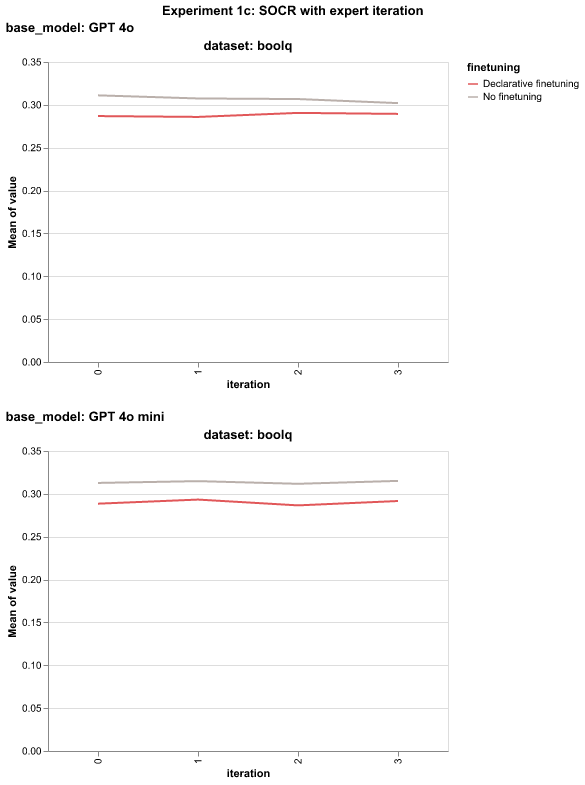 Experiment 1c: SOCR with expert iteration
base_model: GPT 4o
dataset: boolq
finetuning
Declarative finetuning
No finetuning
Mean of value
0.35
0.30
0.25
0.20
0.15
0.10
0.05
0.00
0 1 2 3
iteration
base_model: GPT 4o mini
dataset: boolq
Mean of value
0.35
0.30
0.25
0.20
0.15
0.10
0.05
0.00
0 1 2 3
iteration